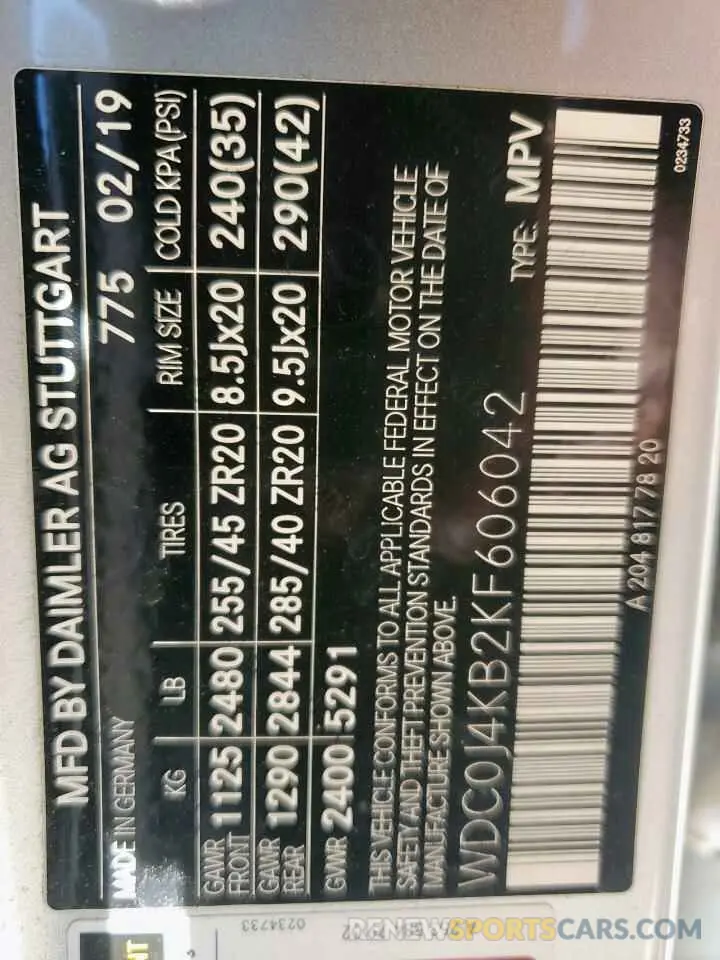 MFD BY DAIMLER AG STUTTGART
MADE IN GERMANY 775 02/19
KG LB TIRES RIM SIZE COLD KPA(PSI)
GAWR FRONT 1125 2480 255/45 ZR20 8.5Jx20 240(35)
GAWR REAR 1290 2844 285/40 ZR20 9.5Jx20 290(42)
GWR 2400 5291
THIS VEHICLE CONFORMS TO ALL APPLICABLE FEDERAL MOTOR VEHICLE
SAFETY AND THEFT PREVENTION STANDARDS IN EFFECT ON THE DATE OF
MANUFACTURE SHOWN ABOVE.
WDC0J4KB2KF606042 TYPE: MPV
A 204 817 78 20
0234733
0234733
RENEWSPORTSCARS.COM